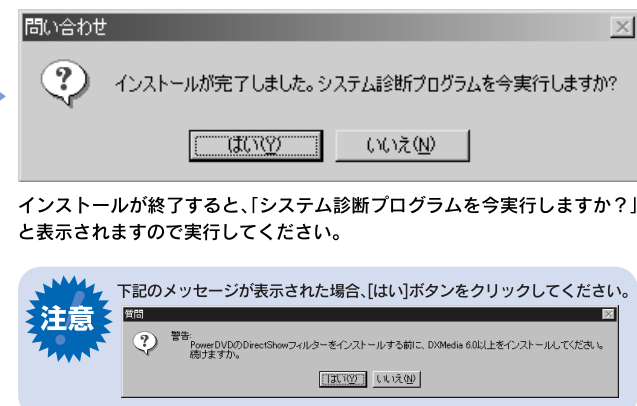 問い合わせ
インストールが完了しました。システム診断プログラムを今実行しますか?
はい(Y)
いいえ(N)
インストールが終了すると、「システム診断プログラムを今実行しますか？」
と表示されますので実行してください。
注意
下記のメッセージが表示された場合、[はい]ボタンをクリックしてください。
質問
警告:
PowerDVDのDirectShowフィルターをインストールする前に、DXMedia 6.0以上をインストールしてください。
続けますか。
はい(Y)
いいえ(N)